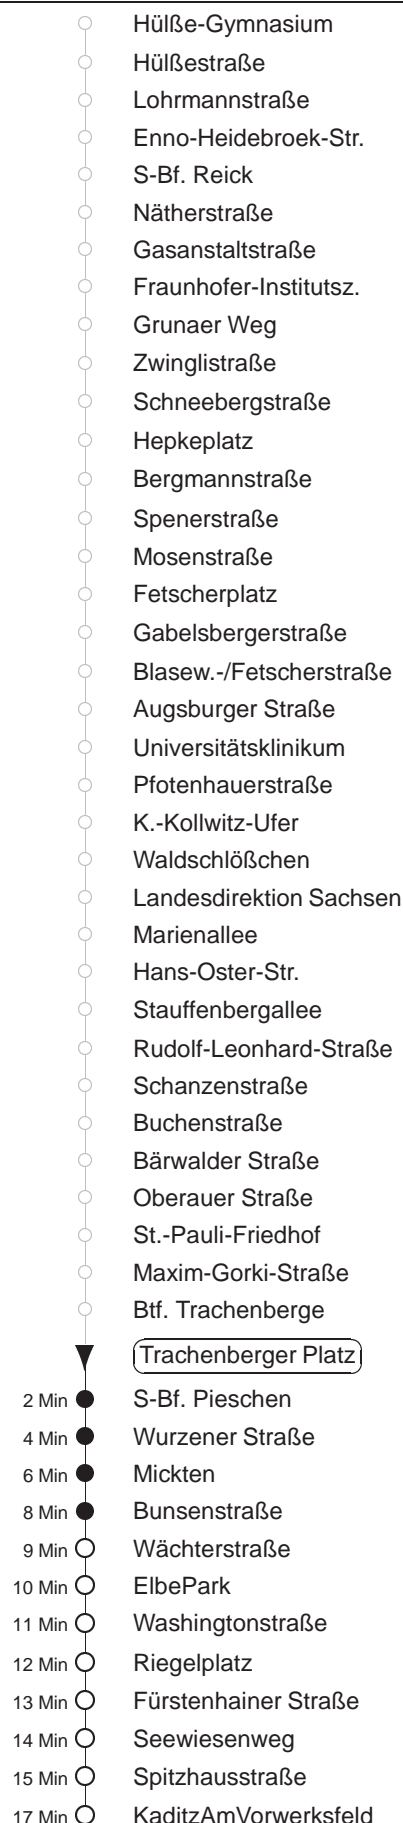 Hülße-Gymnasium
Hülßestraße
Lohrmannstraße
Enno-Heidebroek-Str.
S-Bf. Reick
Nätherstraße
Gasanstaltstraße
Fraunhofer-Institutsz.
Grunaer Weg
Zwinglistraße
Schneebergstraße
Hepkeplatz
Bergmannstraße
Spenerstraße
Mosenstraße
Fetscherplatz
Gabelsbergerstraße
Blasew.-/Fetscherstraße
Augsburger Straße
Universitätsklinikum
Pfotenhauerstraße
K.-Kollwitz-Ufer
Waldschlößchen
Landesdirektion Sachsen
Marienallee
Hans-Oster-Str.
Stauffenbergallee
Rudolf-Leonhard-Straße
Schanzenstraße
Buchenstraße
Bärwalder Straße
Oberauer Straße
St.-Pauli-Friedhof
Maxim-Gorki-Straße
Btf. Trachenberge
Trachenberger Platz
2 Min S-Bf. Pieschen
4 Min Wurzener Straße
6 Min Mickten
8 Min Bunsenstraße
9 Min Wächterstraße
10 Min ElbePark
11 Min Washingtonstraße
12 Min Riegelplatz
13 Min Fürstenhainer Straße
14 Min Seewiesenweg
15 Min Spitzhausstraße
17 Min KaditzAmVorwerksfeld